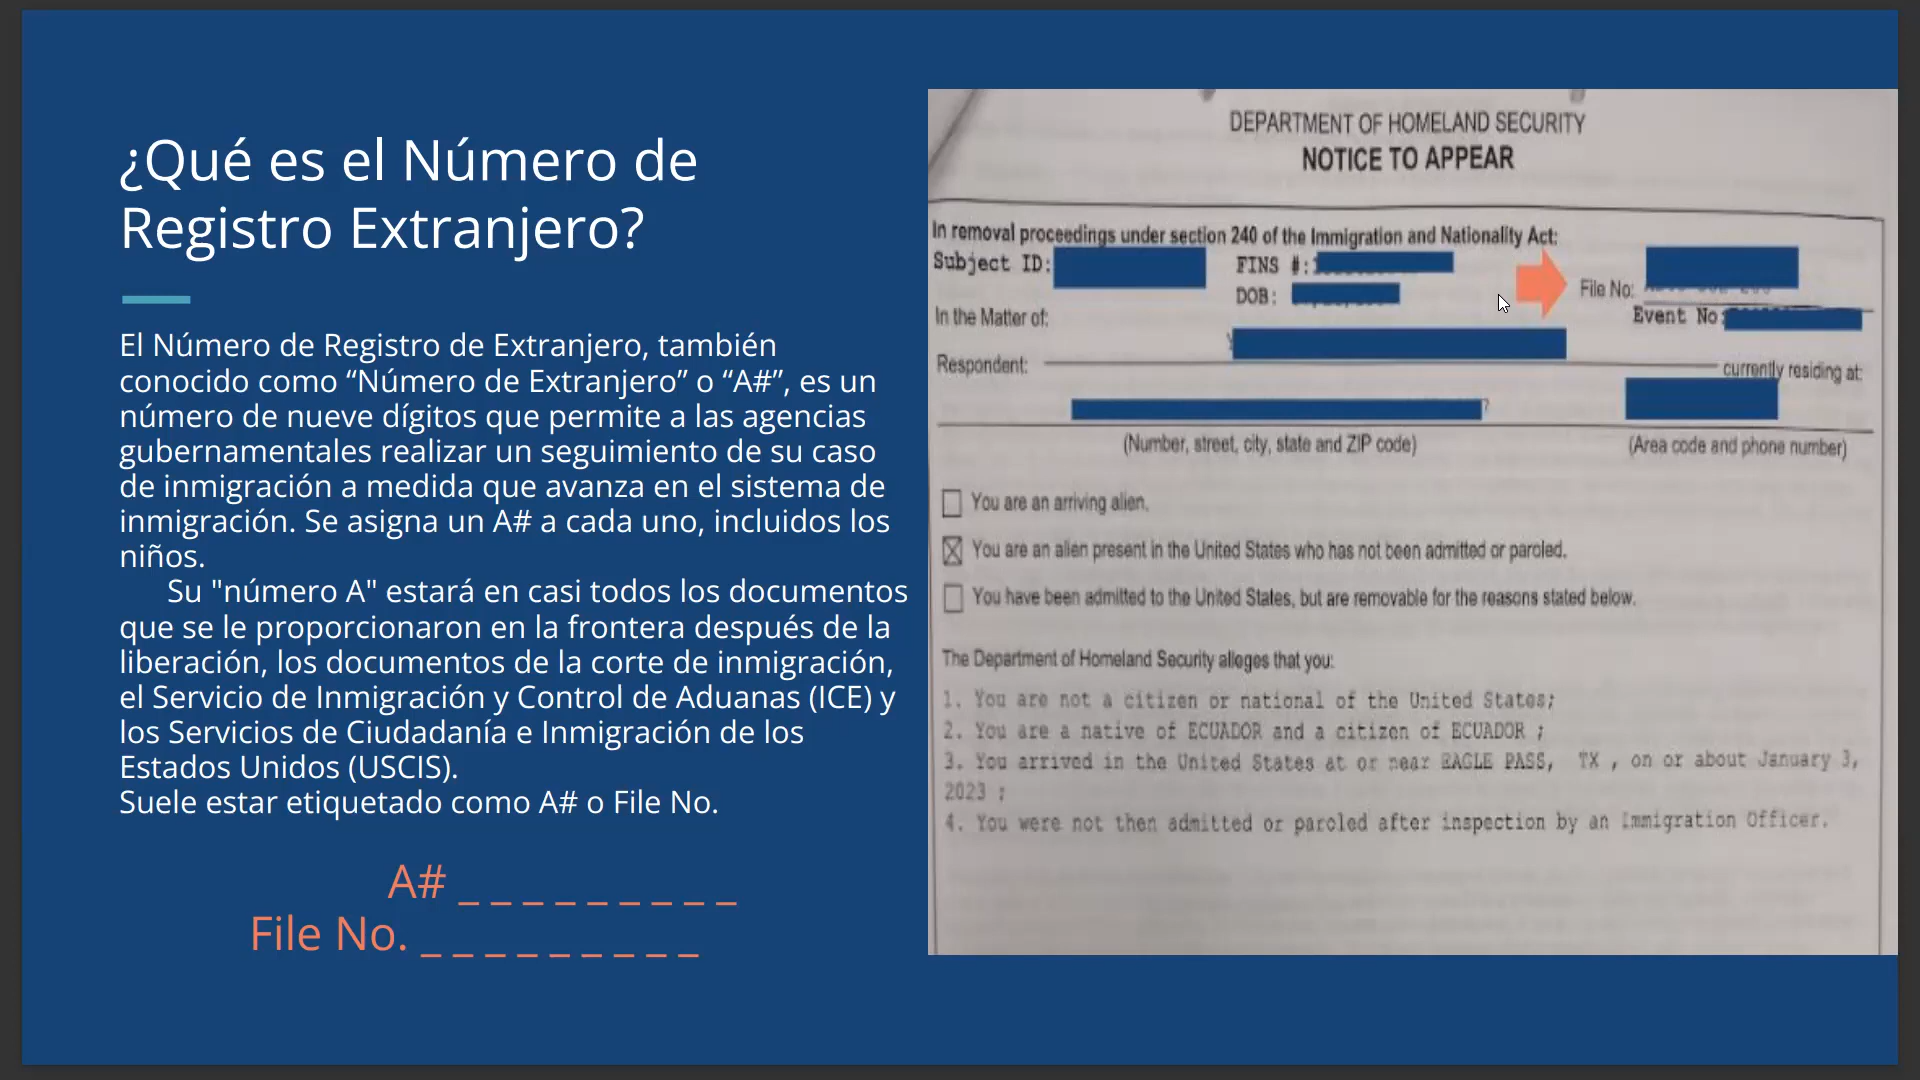 ¿Qué es el Número de
Registro Extranjero?
El Número de Registro de Extranjero, también
conocido como “Número de Extranjero” o “A#”, es un
número de nueve dígitos que permite a las agencias
gubernamentales realizar un seguimiento de su caso
de inmigración a medida que avanza en el sistema de
inmigración. Se asigna un A# a cada uno, incluidos los
niños.
Su "número A" estará en casi todos los documentos
que se le proporcionaron en la frontera después de la
liberación, los documentos de la corte de inmigración,
el Servicio de Inmigración y Control de Aduanas (ICE) y
los Servicios de Ciudadanía e Inmigración de los
Estados Unidos (USCIS).
Suele estar etiquetado como A# o File No.
A# _ _ _ _ _ _ _ _ _
File No. _ _ _ _ _ _ _ _ _
DEPARTMENT OF HOMELAND SECURITY
NOTICE TO APPEAR
In removal proceedings under section 240 of the Immigration and Nationality Act:
Subject ID: FINS #: File No:
DOB: Event No:
In the Matter of:
Respondent: currently residing at:
(Number, street, city, state and ZIP code) (Area code and phone number)
You are an arriving alien.
You are an alien present in the United States who has not been admitted or paroled.
You have been admitted to the United States, but are removable for the reasons stated below.
The Department of Homeland Security alleges that you:
1. You are not a citizen or national of the United States;
2. You are a native of ECUADOR and a citizen of ECUADOR ;
3. You arrived in the United States at or near EAGLE PASS, TX , on or about January 3,
2023 ;
4. You were not then admitted or paroled after inspection by an Immigration Officer.